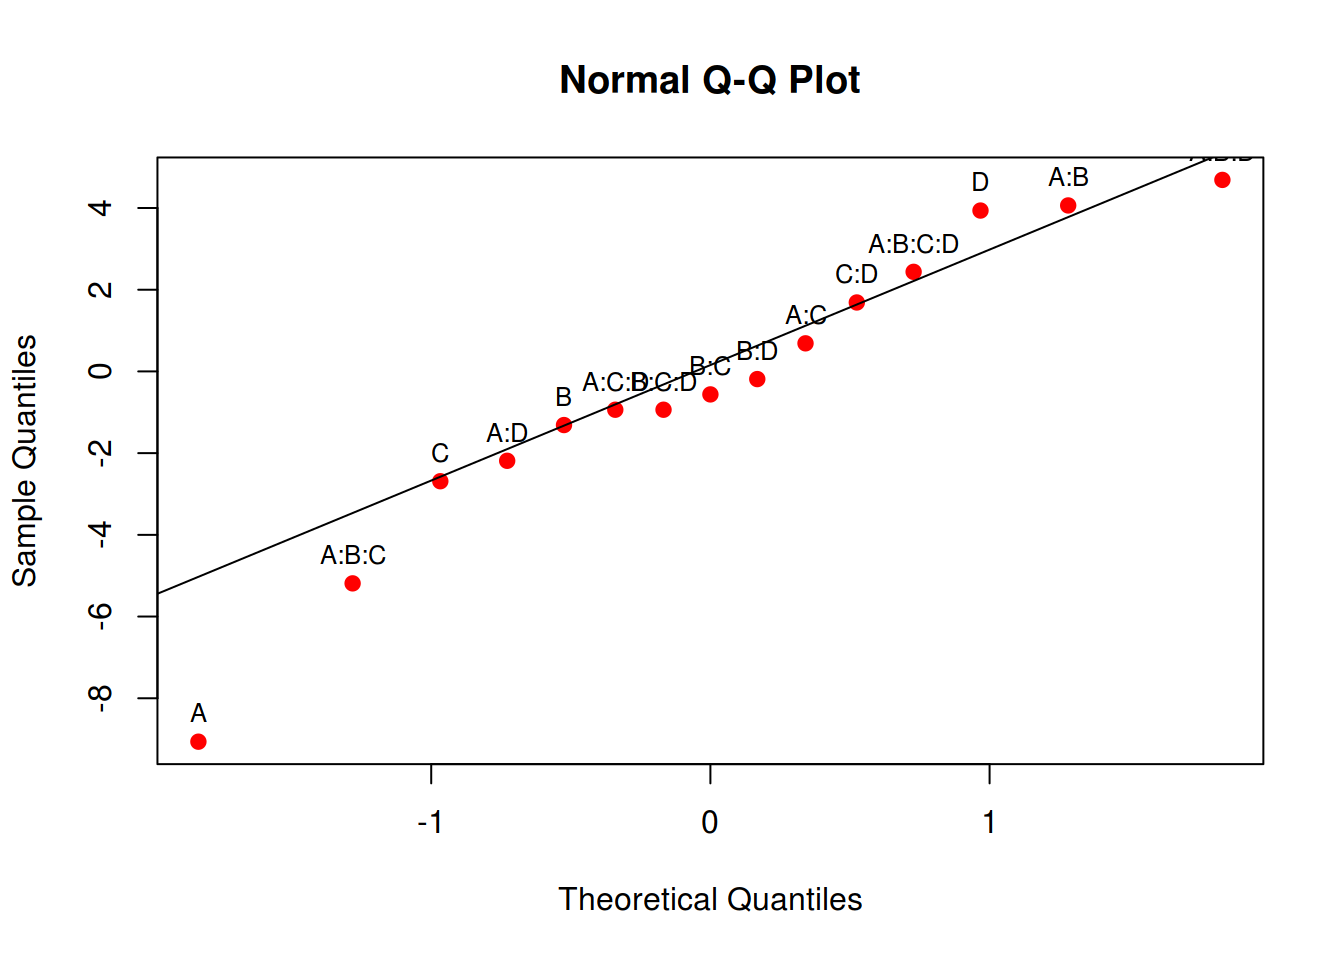 Normal Q-Q Plot
Sample Quantiles
4
2
0
-2
-4
-6
-8
D
A:B
A:B:C:D
C:D
A:C
B:D
B:C
A:C:D
B:C:D
B
A:D
C
A:B:C
A
-1
0
1
Theoretical Quantiles